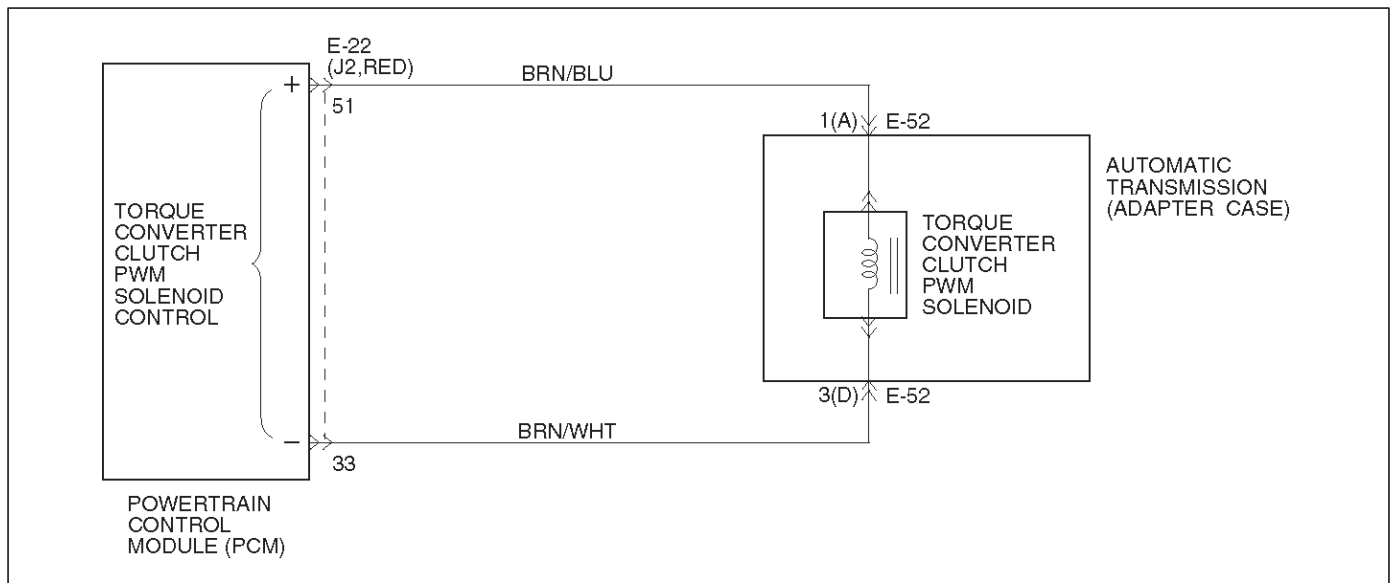 E-22
(J2,RED)
BRN/BLU
+
51
1(A)
E-52
TORQUE
CONVERTER
CLUTCH
PWM
SOLENOID
CONTROL
TORQUE
CONVERTER
CLUTCH
PWM
SOLENOID
AUTOMATIC
TRANSMISSION
(ADAPTER CASE)
3(D)
E-52
BRN/WHT
−
33
POWERTRAIN
CONTROL
MODULE (PCM)